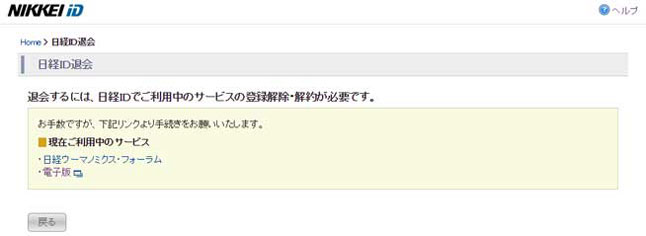 NIKKEI iD
ヘルプ
Home > 日経ID退会
日経ID退会
退会するには、日経IDでご利用中のサービスの登録解除・解約が必要です。
お手数ですが、下記リンクより手続きをお願いいたします。
現在ご利用中のサービス
・日経ウーマノミクス・フォーラム
・電子版
戻る